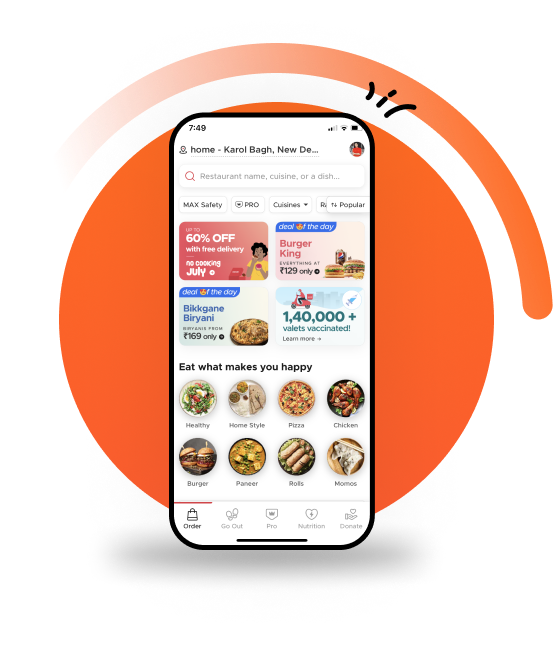 7:49
home - Karol Bagh, New De...
Restaurant name, cuisine, or a dish...
MAX Safety
PRO
Cuisines
Popular
UP TO
60% OFF
with free delivery
no cooking
July
deal of the day
Burger
King
EVERYTHING AT
₹129 only
deal of the day
Bikkgane
Biryani
BIRYANIS FROM
₹169 only
1,40,000 +
valets vaccinated!
Learn more →
Eat what makes you happy
Healthy
Home Style
Pizza
Chicken
Burger
Paneer
Rolls
Momos
Order
Go Out
Pro
Nutrition
Donate